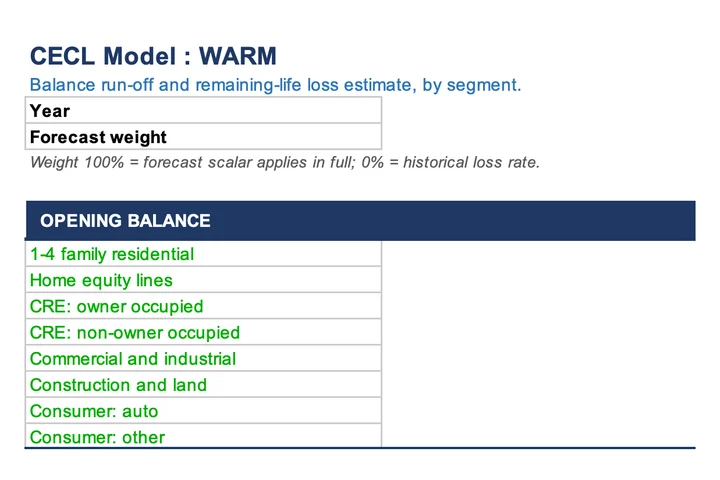 CECL Model : WARM
Balance run-off and remaining-life loss estimate, by segment.
Year
Forecast weight
Weight 100% = forecast scalar applies in full; 0% = historical loss rate.
OPENING BALANCE
1-4 family residential
Home equity lines
CRE: owner occupied
CRE: non-owner occupied
Commercial and industrial
Construction and land
Consumer: auto
Consumer: other